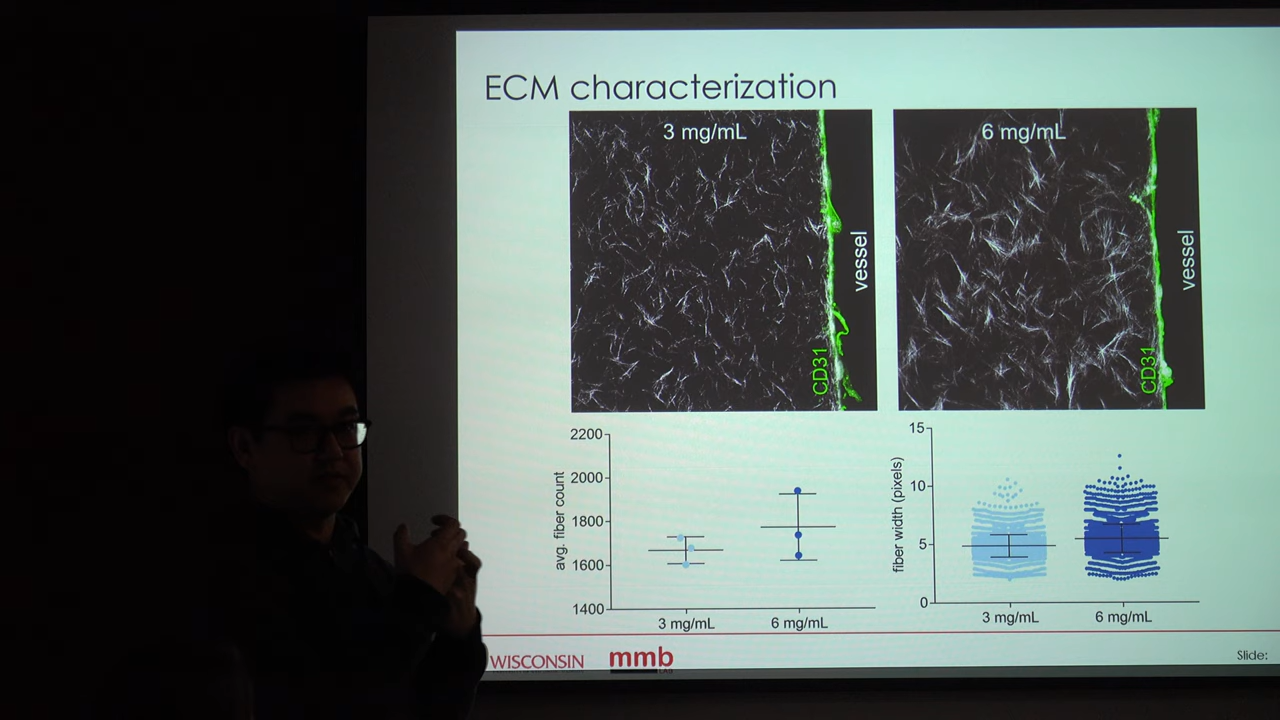 ECM characterization
3 mg/mL
vessel
CD31
6 mg/mL
vessel
CD31
avg. fiber count
2200
2000
1800
1600
1400
3 mg/mL
6 mg/mL
fiber width (pixels)
15
10
5
0
3 mg/mL
6 mg/mL
WISCONSIN
mmb
Slide: